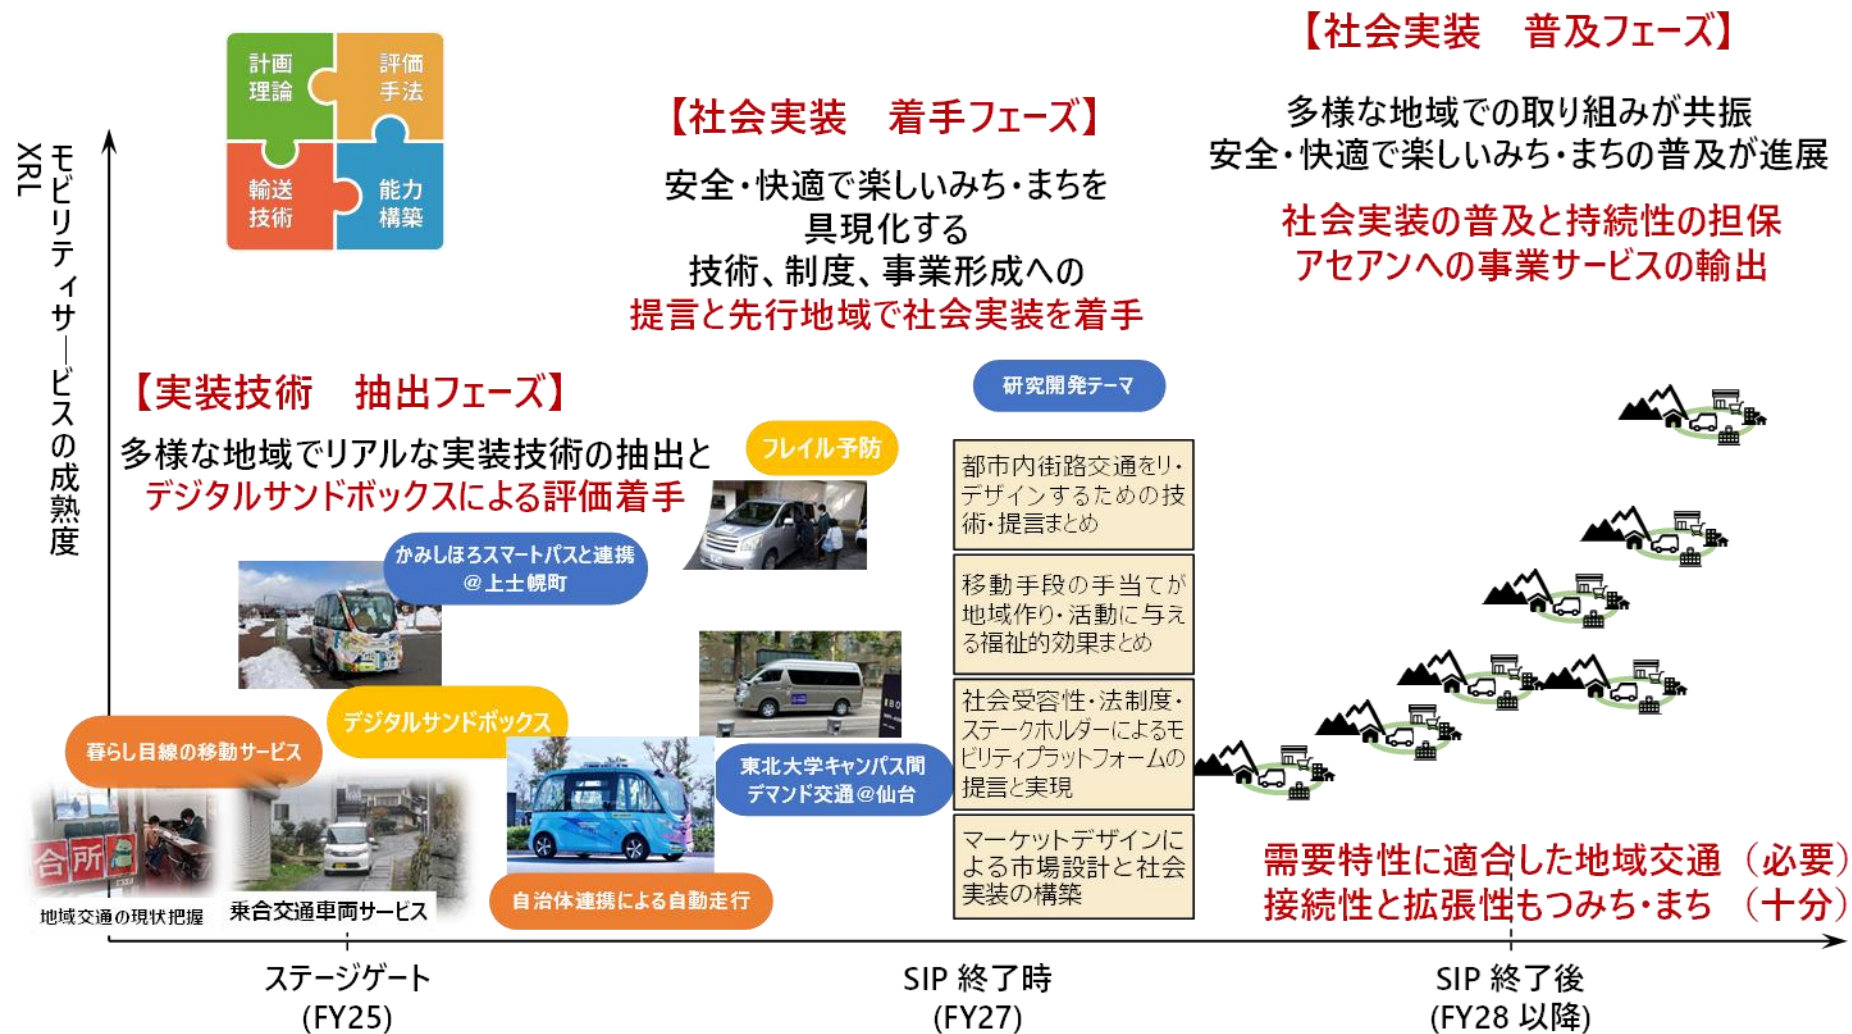 計画
理論
評価
手法
輸送
技術
能力
構築
モビリティサービスの成熟度
XRL
【実装技術　抽出フェーズ】
多様な地域でリアルな実装技術の抽出と
デジタルサンドボックスによる評価着手
【社会実装　着手フェーズ】
安全・快適で楽しいみち・まちを
具現化する
技術、制度、事業形成への
提言と先行地域で社会実装を着手
【社会実装　普及フェーズ】
多様な地域での取り組みが共振
安全・快適で楽しいみち・まちの普及が進展
社会実装の普及と持続性の担保
アセアンへの事業サービスの輸出
かみしほろスマートパスと連携
@上士幌町
デジタルサンドボックス
暮らし目線の移動サービス
合所
地域交通の現状把握
乗合交通車両サービス
自治体連携による自動走行
フレイル予防
東北大学キャンパス間
デマンド交通@仙台
研究開発テーマ
都市内街路交通をリ・
デザインするための技
術・提言まとめ
移動手段の手当てが
地域作り・活動に与え
る福祉的効果まとめ
社会受容性・法制度・
ステークホルダーによるモ
ビリティプラットフォームの
提言と実現
マーケットデザインに
よる市場設計と社会
実装の構築
需要特性に適合した地域交通（必要）
接続性と拡張性もつみち・まち（十分）
ステージゲート
(FY25)
SIP 終了時
(FY27)
SIP 終了後
(FY28 以降)